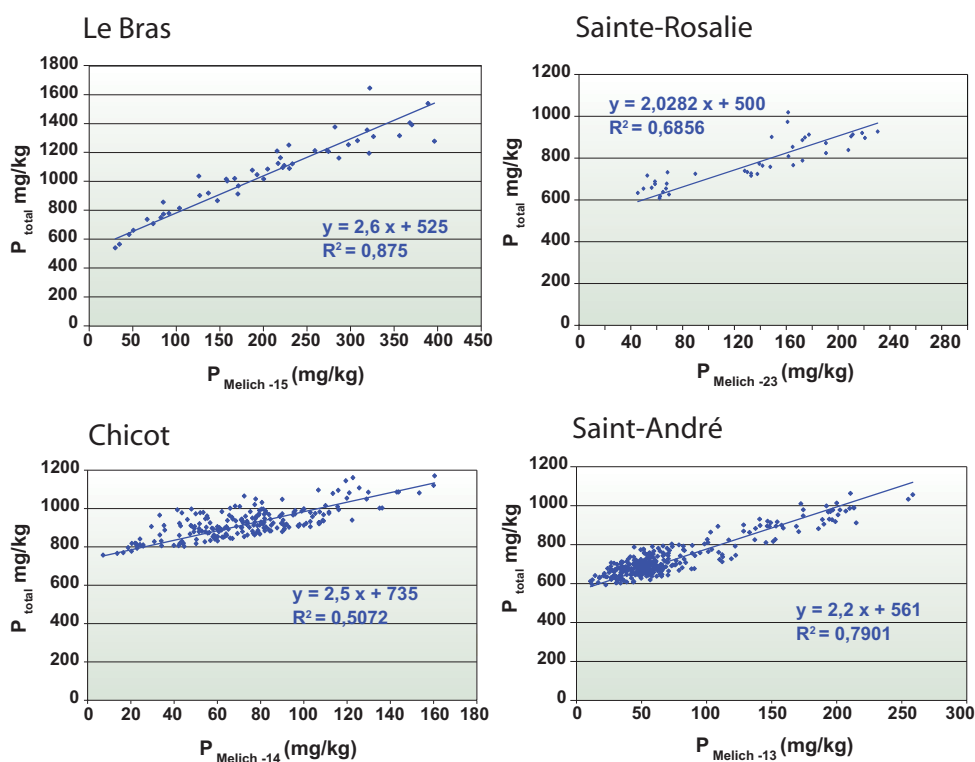 Le Bras
1800
1600
1400
1200
1000
800
600
400
200
0
P total mg/kg
y = 2,6 x + 525
R² = 0,875
0 50 100 150 200 250 300 350 400 450
P Melich -15 (mg/kg)
Sainte-Rosalie
1200
1000
800
600
400
200
0
P total mg/kg
y = 2,0282 x + 500
R² = 0,6856
0 40 80 120 160 200 240 280
P Melich -23 (mg/kg)
Chicot
1200
1000
800
600
400
200
0
P total mg/kg
y = 2,5 x + 735
R² = 0,5072
0 20 40 60 80 100 120 140 160 180
P Melich -14 (mg/kg)
Saint-André
1200
1000
800
600
400
200
0
P total mg/kg
y = 2,2 x + 561
R² = 0,7901
0 50 100 150 200 250 300
P Melich -13 (mg/kg)